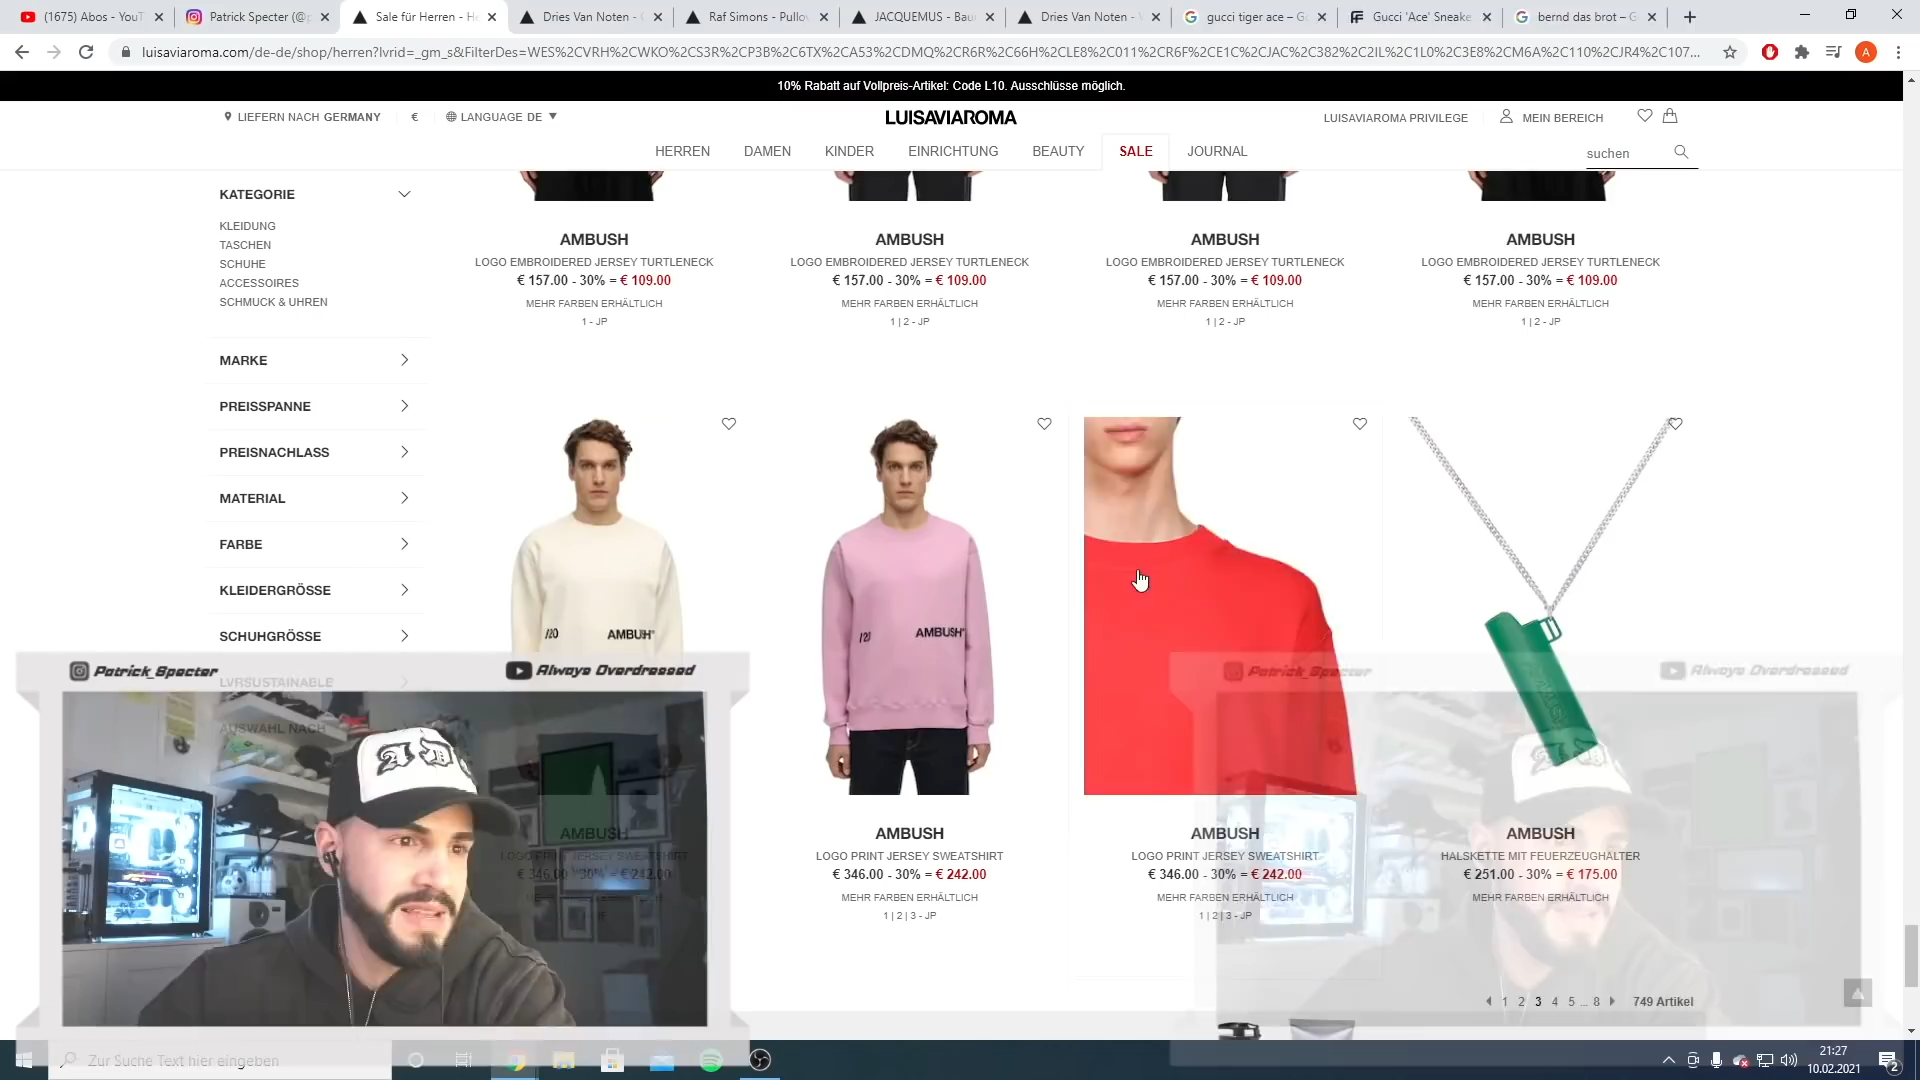 (1675) Abos - YouT
Patrick Specter (@p
Sale für Herren - He
Dries Van Noten -
Raf Simons - Pullov
JACQUEMUS - Bau
Dries Van Noten -
gucci tiger ace – G
Gucci 'Ace' Sneake
bernd das brot – G
luisaviaroma.com/de-de/shop/herren?lvrid=_gm_s&FilterDes=WES%2CVRH%2CWKO%2CS3R%2CP3B%2C6TX%2CA53%2CDMQ%2CR6R%2C66H%2CLE8%2C011%2CR6F%2CE1C%2CJAC%2C382%2C2IL%2C1L0%2C3E8%2CM6A%2C110%2CJR4%2C107...
A
10% Rabatt auf Vollpreis-Artikel: Code L10. Ausschlüsse möglich.
LIEFERN NACH GERMANY
€
LANGUAGE DE
LUISAVIAROMA
LUISAVIAROMA PRIVILEGE
MEIN BEREICH
HERREN
DAMEN
KINDER
EINRICHTUNG
BEAUTY
SALE
JOURNAL
suchen
KATEGORIE
KLEIDUNG
TASCHEN
SCHUHE
ACCESSOIRES
SCHMUCK & UHREN
MARKE
PREISSPANNE
PREISNACHLASS
MATERIAL
FARBE
KLEIDERGRÖSSE
SCHUHGRÖSSE
LVRSUSTAINABLE
AUSWAHL NACH
AMBUSH
LOGO EMBROIDERED JERSEY TURTLENECK
€ 157.00 - 30% = € 109.00
MEHR FARBEN ERHÄLTLICH
1 - JP
AMBUSH
LOGO EMBROIDERED JERSEY TURTLENECK
€ 157.00 - 30% = € 109.00
MEHR FARBEN ERHÄLTLICH
1 | 2 - JP
AMBUSH
LOGO EMBROIDERED JERSEY TURTLENECK
€ 157.00 - 30% = € 109.00
MEHR FARBEN ERHÄLTLICH
1 | 2 - JP
AMBUSH
LOGO EMBROIDERED JERSEY TURTLENECK
€ 157.00 - 30% = € 109.00
MEHR FARBEN ERHÄLTLICH
1 | 2 - JP
AMBUSH
AMBUSH
Patrick_Specter
Always Overdressed
Patrick_Specter
Always Overdressed
AMBUSH
LOGO PRINT JERSEY SWEATSHIRT
€ 346.00 - 30% = € 242.00
AMBUSH
LOGO PRINT JERSEY SWEATSHIRT
€ 346.00 - 30% = € 242.00
MEHR FARBEN ERHÄLTLICH
1 | 2 | 3 - JP
AMBUSH
LOGO PRINT JERSEY SWEATSHIRT
€ 346.00 - 30% = € 242.00
MEHR FARBEN ERHÄLTLICH
1 | 2 | 3 - JP
AMBUSH
HALSKETTE MIT FEUERZEUGHALTER
€ 251.00 - 30% = € 175.00
MEHR FARBEN ERHÄLTLICH
1 2 3 4 5 ... 8
749 Artikel
Zur Suche Text hier eingeben
21:27
10.02.2021
2